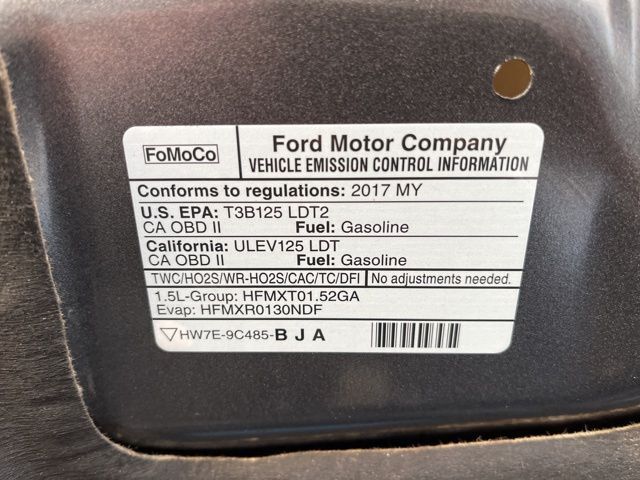 FoMoCo
Ford Motor Company
VEHICLE EMISSION CONTROL INFORMATION
Conforms to regulations: 2017 MY
U.S. EPA: T3B125 LDT2
CA OBD II Fuel: Gasoline
California: ULEV125 LDT
CA OBD II Fuel: Gasoline
TWC/HO2S/WR-HO2S/CAC/TC/DFI No adjustments needed.
1.5L-Group: HFMXT01.52GA
Evap: HFMXR0130NDF
HW7E-9C485-B J A